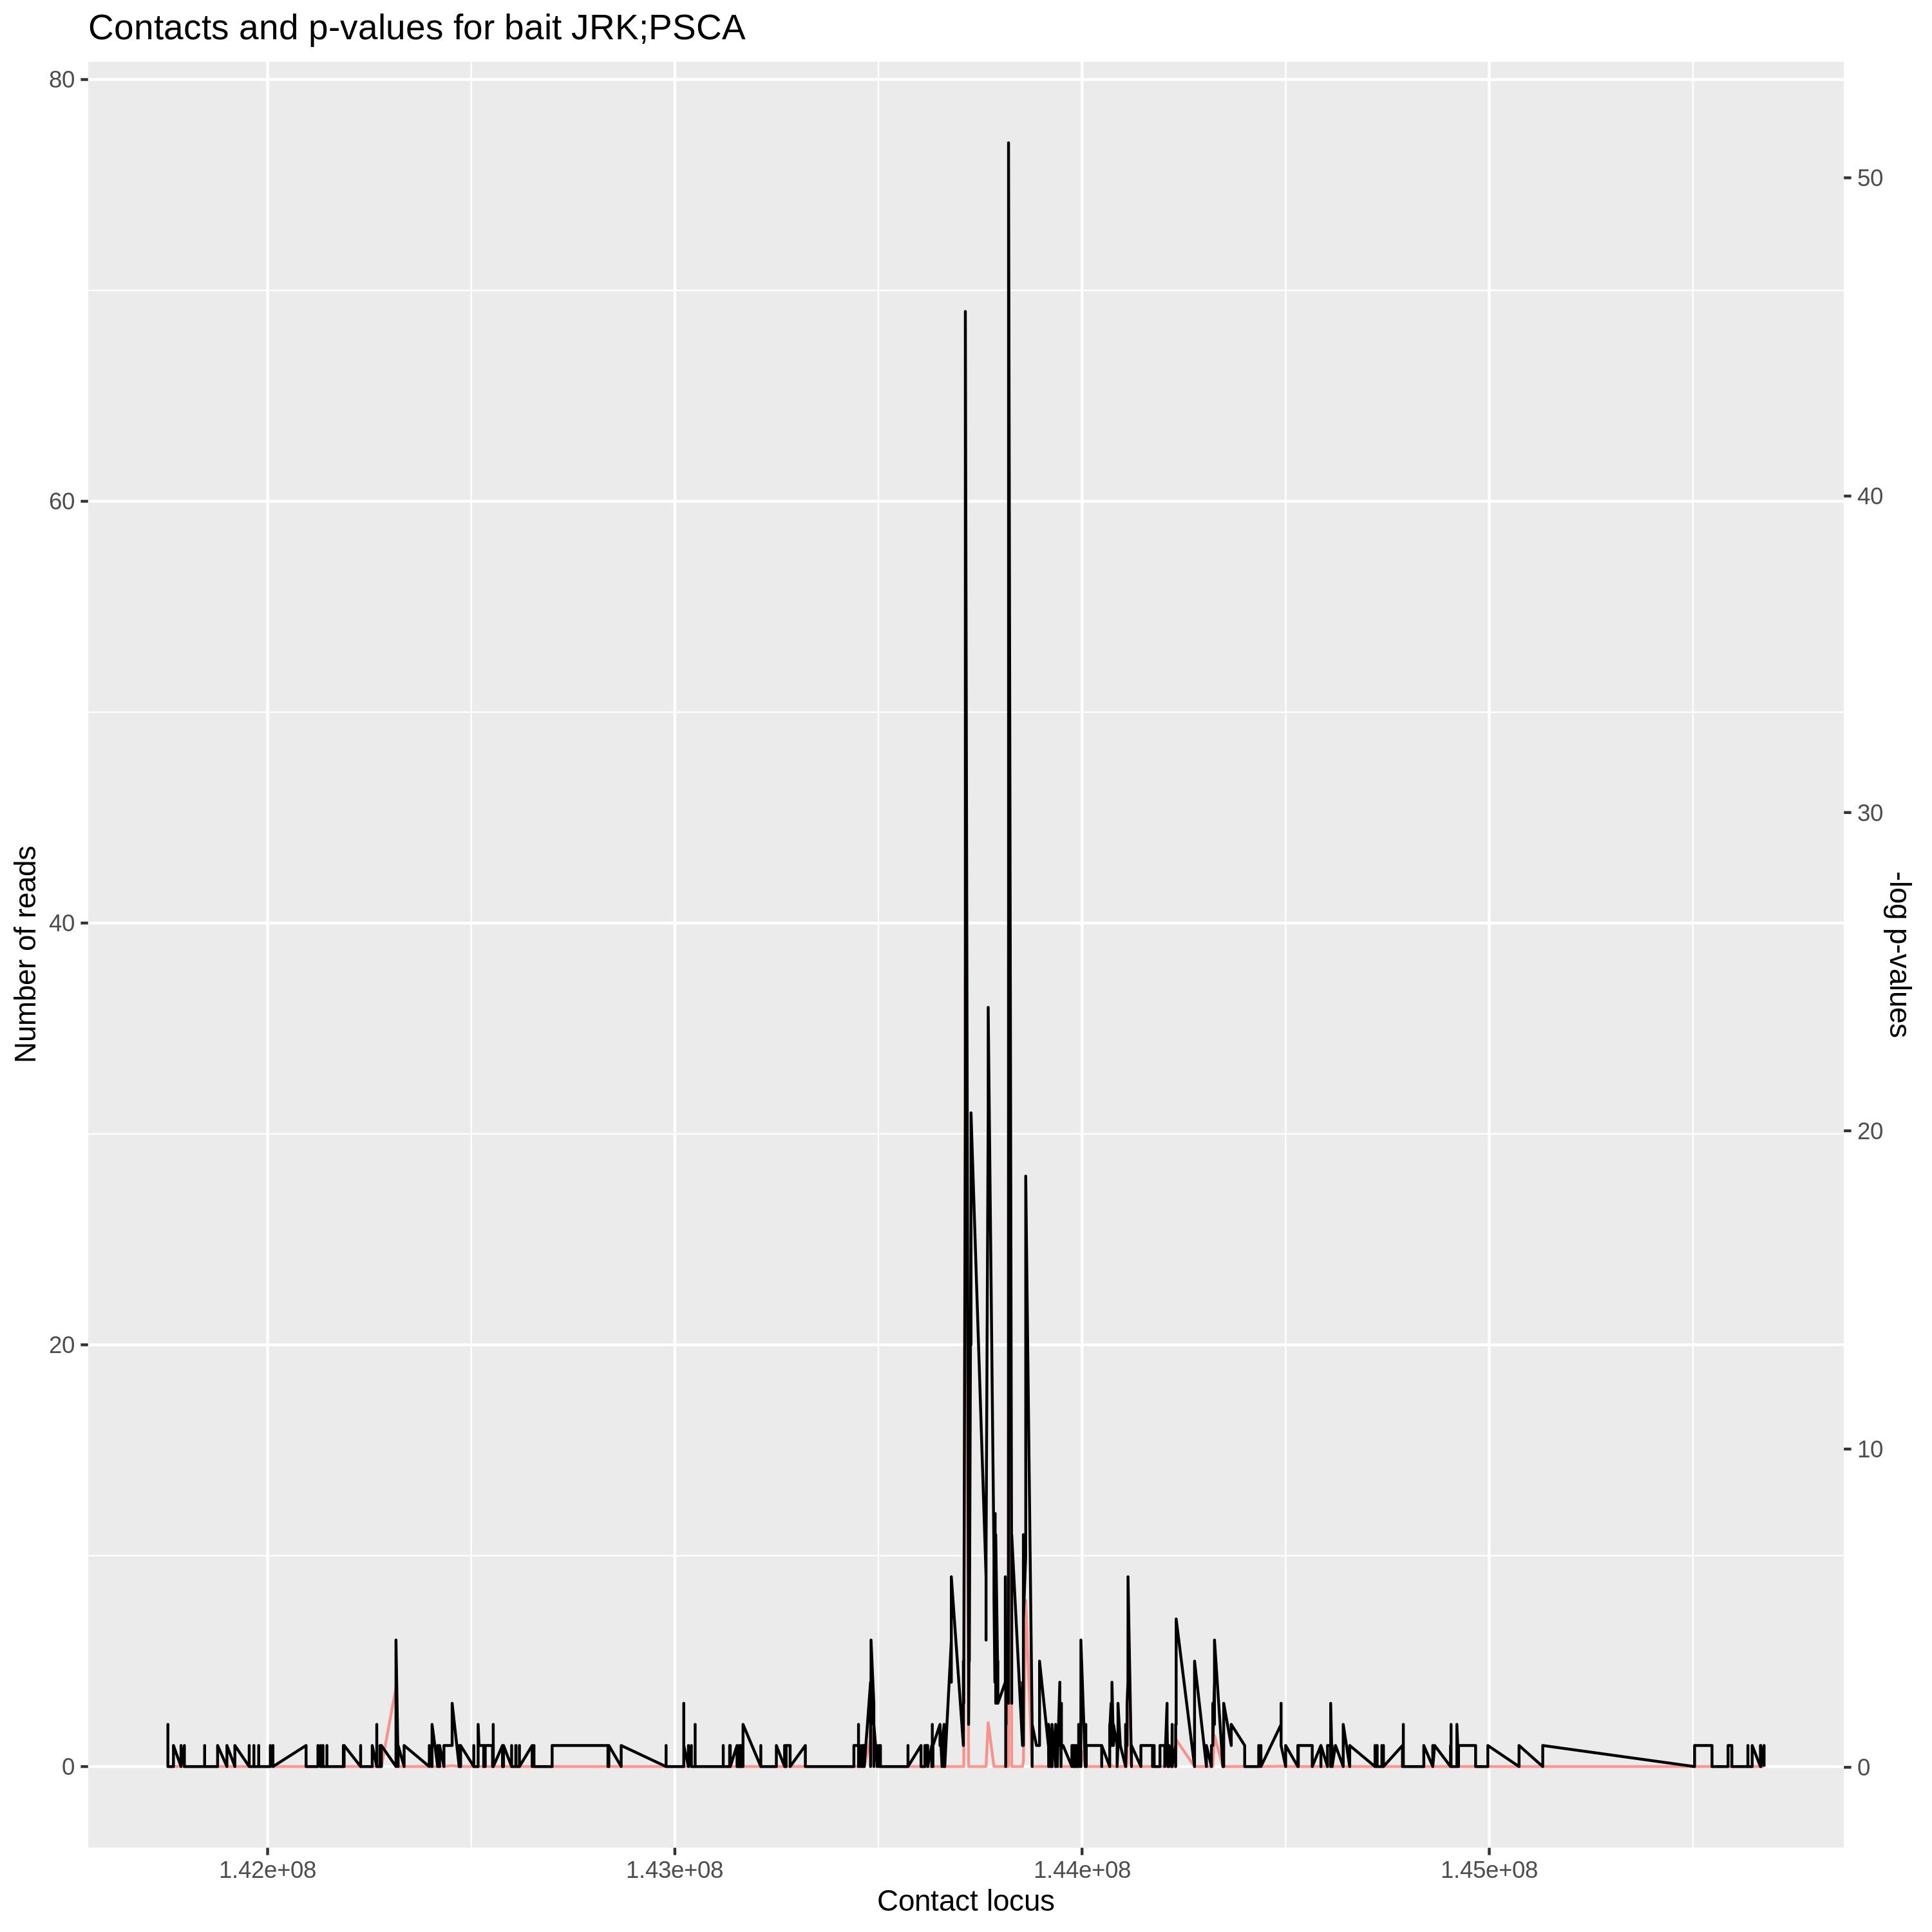 Contacts and p-values for bait JRK;PSCA
80
60
40
20
0
Number of reads
50
40
30
20
10
0
-log p-values
1.42e+08
1.43e+08
1.44e+08
1.45e+08
Contact locus